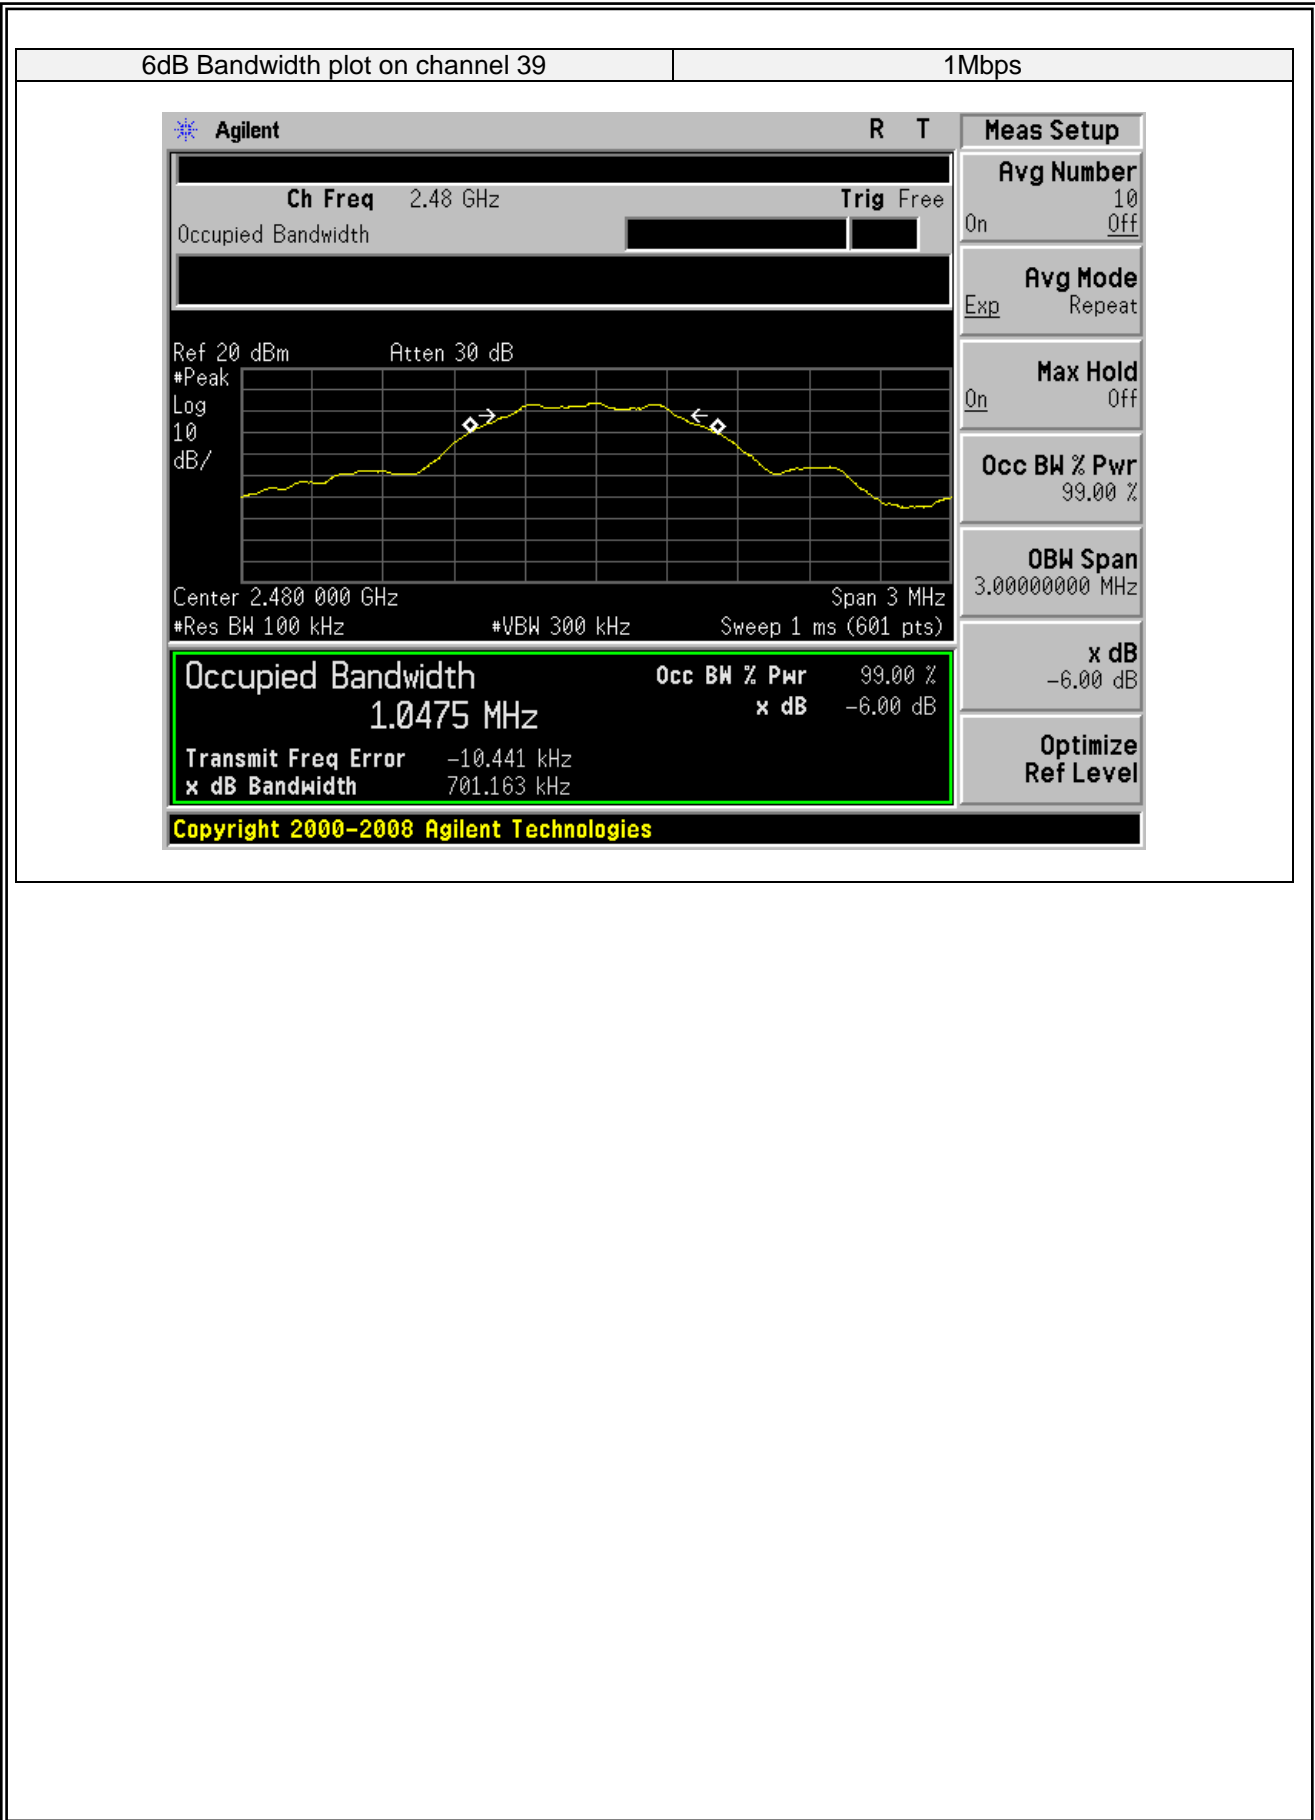 6dB Bandwidth plot on channel 39 1Mbps
Agilent R T Meas Setup
Ch Freq 2.48 GHz Trig Free
Occupied Bandwidth
Avg Number
10
On Off
Avg Mode
Exp Repeat
Max Hold
On Off
Occ BW % Pwr
99.00 %
OBW Span
3.00000000 MHz
x dB
-6.00 dB
Optimize
Ref Level
Ref 20 dBm Atten 30 dB
#Peak
Log
10
dB/
Center 2.480 000 GHz Span 3 MHz
#Res BW 100 kHz #VBW 300 kHz Sweep 1 ms (601 pts)
Occupied Bandwidth Occ BW % Pwr 99.00 %
1.0475 MHz x dB -6.00 dB
Transmit Freq Error -10.441 kHz
x dB Bandwidth 701.163 kHz
Copyright 2000-2008 Agilent Technologies